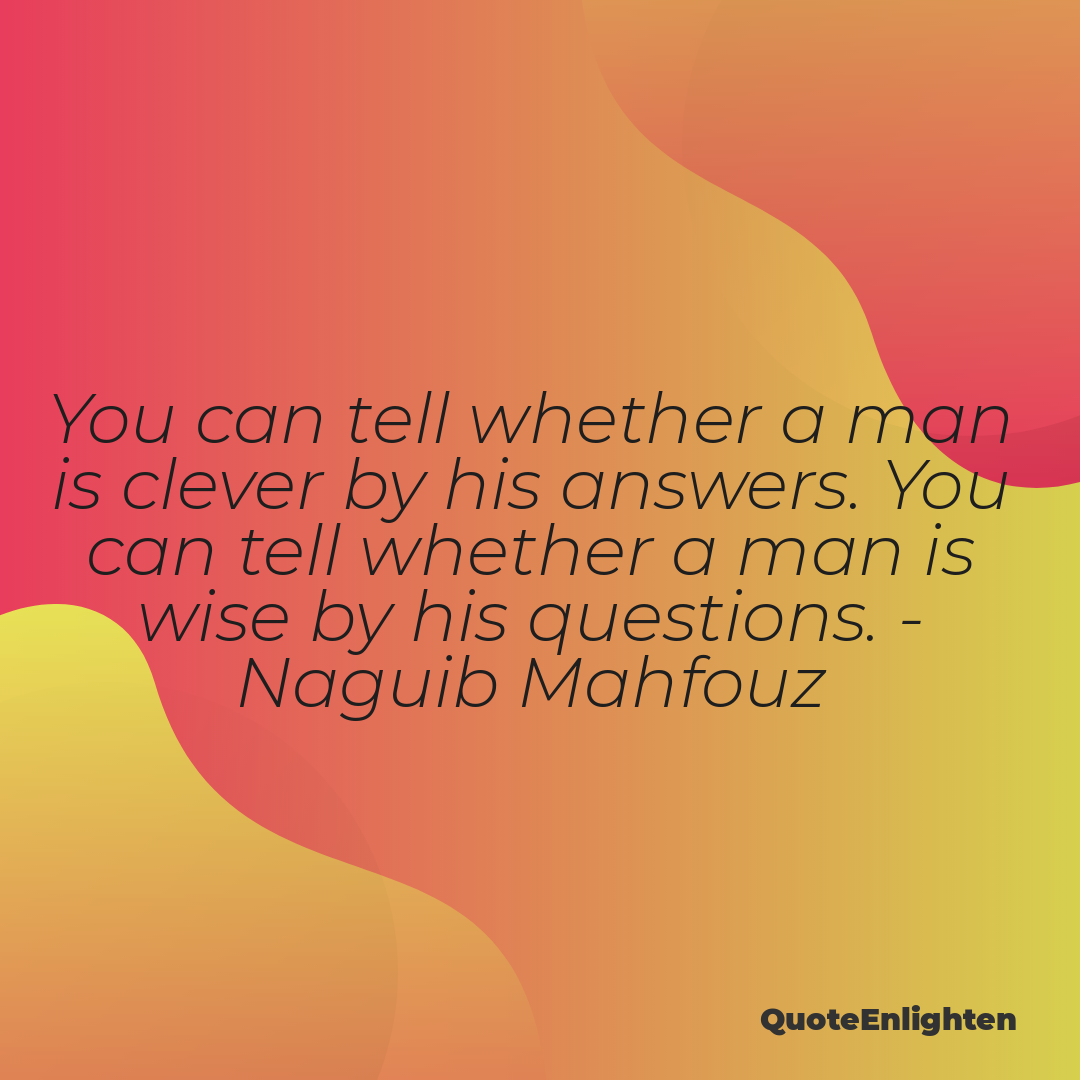 You can tell whether a man
is clever by his answers. You
can tell whether a man is
wise by his questions. -
Naguib Mahfouz
QuoteEnlighten